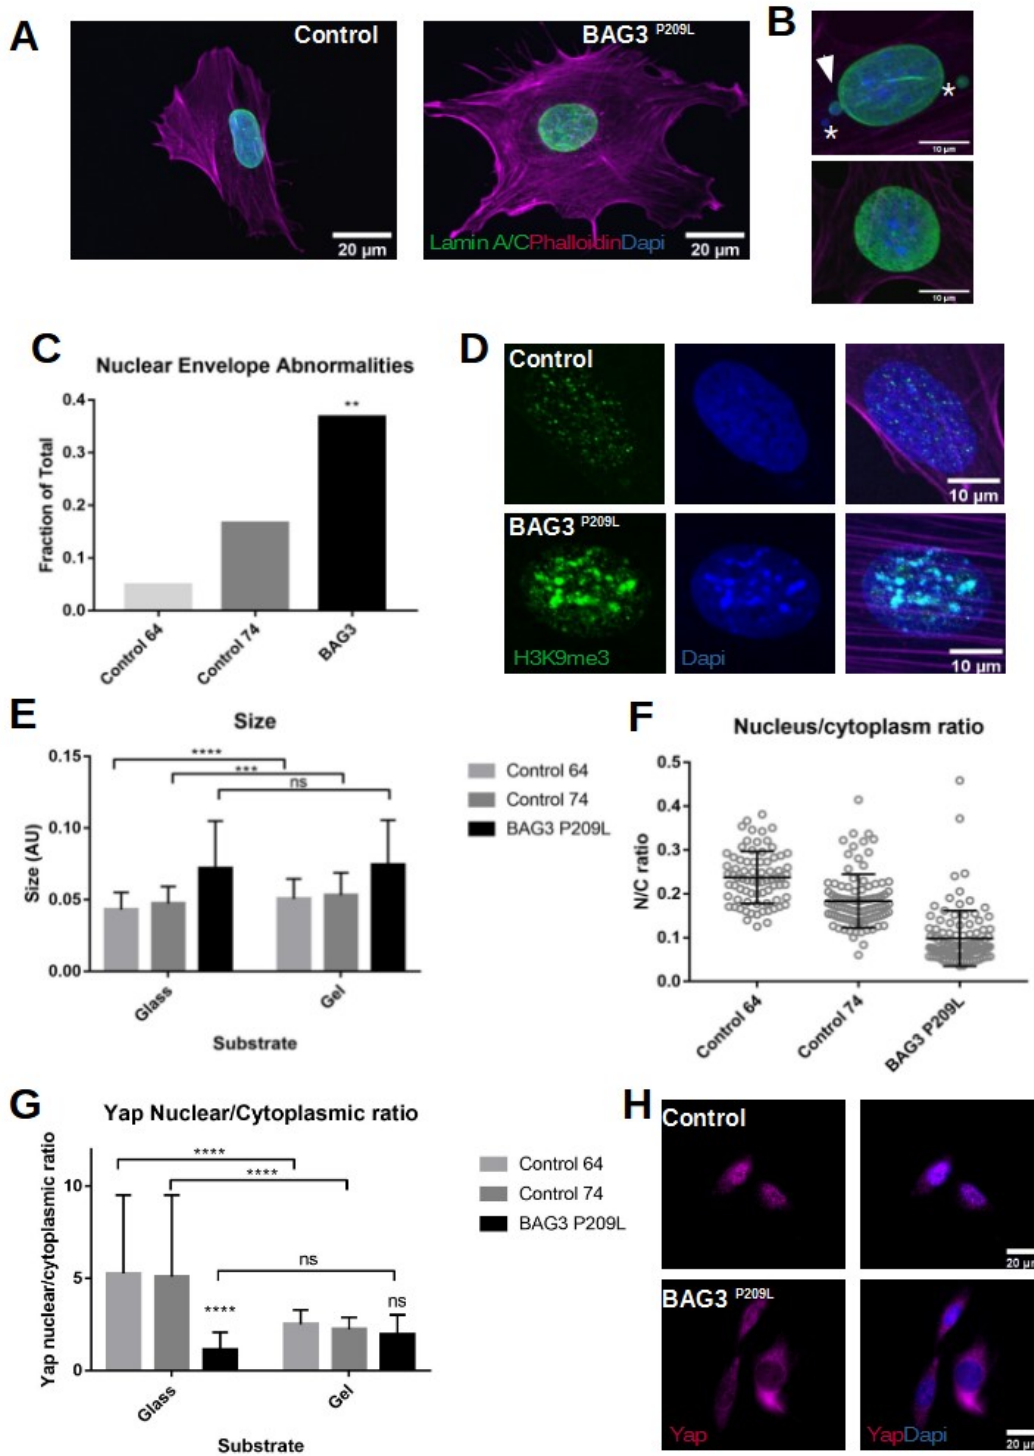 A
Control
BAG3 P209L
Lamin A/CPhalloidinDapi
20 µm
20 µm
B
*
*
10 µm
10 µm
C
Nuclear Envelope Abnormalities
Fraction of Total
0.4
0.3
0.2
0.1
0.0
**
Control 64
Control 74
BAG3
D
Control
10 µm
BAG3 P209L
H3K9me3
Dapi
10 µm
E
Size
Size (AU)
0.15
0.10
0.05
0.00
****
***
ns
Glass
Gel
Substrate
Control 64
Control 74
BAG3 P209L
F
Nucleus/cytoplasm ratio
N/C ratio
0.5
0.4
0.3
0.2
0.1
0.0
Control 64
Control 74
BAG3 P209L
G
Yap Nuclear/Cytoplasmic ratio
Yap nuclear/cytoplasmic ratio
10
5
0
****
****
ns
****
ns
Glass
Gel
Substrate
Control 64
Control 74
BAG3 P209L
H
Control
20 µm
BAG3 P209L
Yap
YapDapi
20 µm